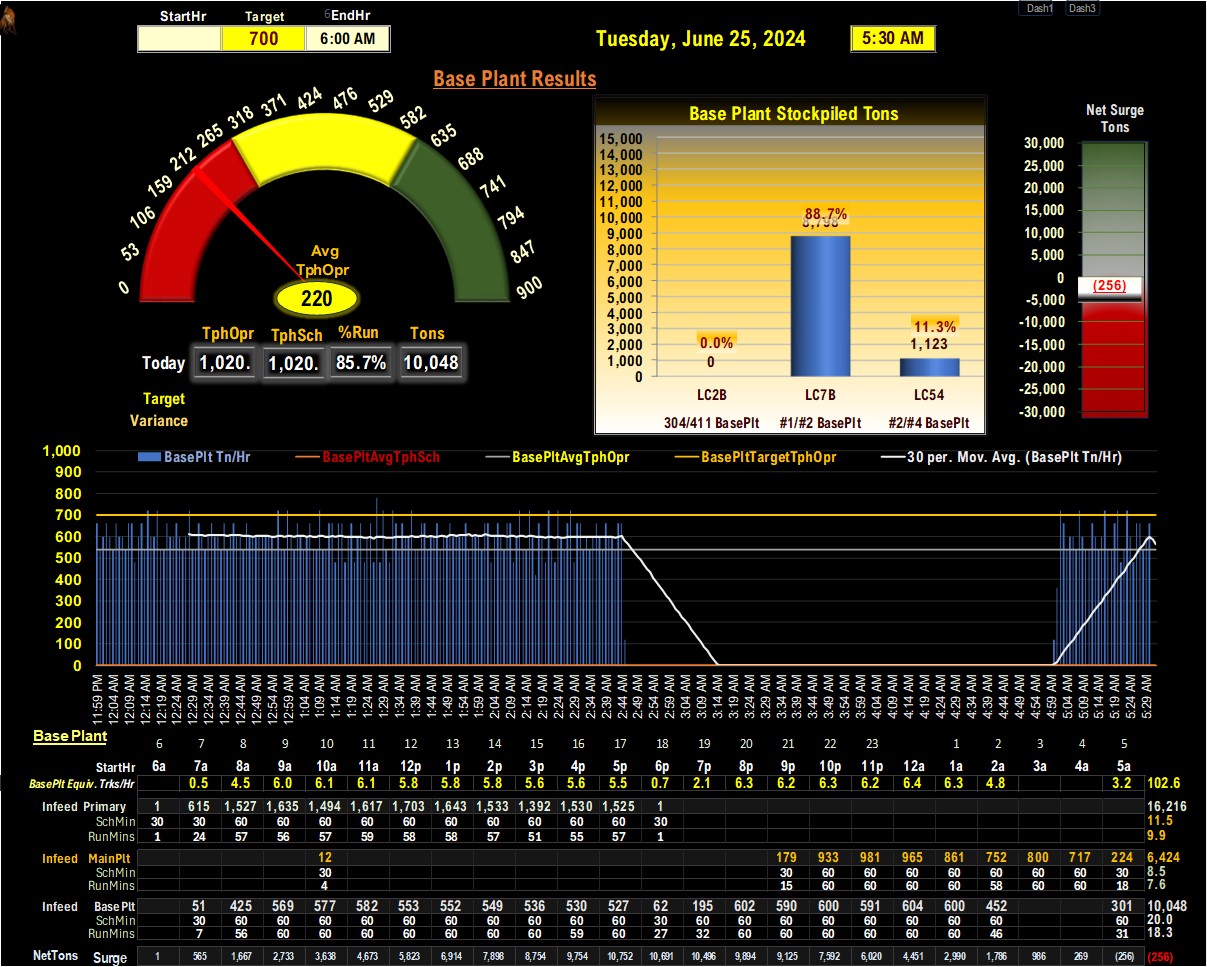 Dash1 Dash3
StartHr Target 6 EndHr
700 6:00 AM
Tuesday, June 25, 2024 5:30 AM
Base Plant Results
0 53 106 159 212 265 318 371 424 476 529 582 635 688 741 794 847 900
Avg
TphOpr
220
TphOpr TphSch %Run Tons
Today 1,020. 1,020. 85.7% 10,048
Target
Variance
Base Plant Stockpiled Tons
15,000
14,000
13,000
12,000
11,000
10,000
9,000
8,000
7,000
6,000
5,000
4,000
3,000
2,000
1,000
0
88.7%
8,798
11.3%
1,123
0.0%
0
LC2B LC7B LC54
304/411 BasePlt #1/#2 BasePlt #2/#4 BasePlt
Net Surge
Tons
30,000
25,000
20,000
15,000
10,000
5,000
0
(256)
-5,000
-10,000
-15,000
-20,000
-25,000
-30,000
BasePlt Tn/Hr BasePltAvgTphSch BasePltAvgTphOpr BasePltTargetTphOpr 30 per. Mov. Avg. (BasePlt Tn/Hr)
1,000
900
800
700
600
500
400
300
200
100
0
11:59 PM 12:04 AM 12:09 AM 12:14 AM 12:19 AM 12:24 AM 12:29 AM 12:34 AM 12:39 AM 12:44 AM 12:49 AM 12:54 AM 12:59 AM 1:04 AM 1:09 AM 1:14 AM 1:19 AM 1:24 AM 1:29 AM 1:34 AM 1:39 AM 1:44 AM 1:49 AM 1:54 AM 1:59 AM 2:04 AM 2:09 AM 2:14 AM 2:19 AM 2:24 AM 2:29 AM 2:34 AM 2:39 AM 2:44 AM 2:49 AM 2:54 AM 2:59 AM 3:04 AM 3:09 AM 3:14 AM 3:19 AM 3:24 AM 3:29 AM 3:34 AM 3:39 AM 3:44 AM 3:49 AM 3:54 AM 3:59 AM 4:04 AM 4:09 AM 4:14 AM 4:19 AM 4:24 AM 4:29 AM 4:34 AM 4:39 AM 4:44 AM 4:49 AM 4:54 AM 4:59 AM 5:04 AM 5:09 AM 5:14 AM 5:19 AM 5:24 AM 5:29 AM
Base Plant
6 7 8 9 10 11 12 13 14 15 16 17 18 19 20 21 22 23 1 2 3 4 5
StartHr 6a 7a 8a 9a 10a 11a 12p 1p 2p 3p 4p 5p 6p 7p 8p 9p 10p 11p 12a 1a 2a 3a 4a 5a
BasePlt Equiv. Trks/Hr 0.5 4.5 6.0 6.1 6.1 5.8 5.8 5.8 5.6 5.6 5.5 0.7 2.1 6.3 6.2 6.3 6.2 6.4 6.3 4.8 3.2 102.6
Infeed Primary 1 615 1,527 1,635 1,494 1,617 1,703 1,643 1,533 1,392 1,530 1,525 1 16,216
SchMin 30 30 60 60 60 60 60 60 60 60 60 60 30 11.5
RunMins 1 24 57 56 57 59 58 58 57 51 55 57 1 9.9
Infeed MainPlt 12 179 933 981 965 861 752 800 717 224 6,424
SchMin 30 30 60 60 60 60 60 60 60 30 8.5
RunMins 4 15 60 60 60 60 58 60 60 18 7.6
Infeed BasePlt 51 425 569 577 582 553 552 549 536 530 527 62 195 602 590 600 591 604 600 452 301 10,048
SchMin 30 60 60 60 60 60 60 60 60 60 60 30 60 60 60 60 60 60 60 60 60 20.0
RunMins 7 56 60 60 60 60 60 60 60 59 60 27 32 60 60 60 60 60 60 46 31 18.3
NetTons Surge 1 565 1,667 2,733 3,638 4,673 5,823 6,914 7,898 8,754 9,754 10,752 10,691 10,496 9,894 9,125 7,592 6,020 4,451 2,990 1,786 986 269 (256) (256)